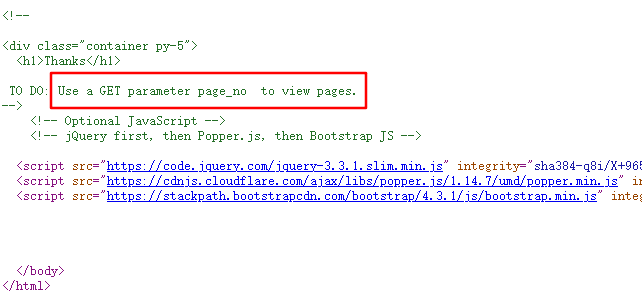 <!--
<div class="container py-5">
<h1>Thanks</h1>
TO DO: Use a GET parameter page_no  to view pages.
-->
<!-- Optional JavaScript -->
<!-- jQuery first, then Popper.js, then Bootstrap JS -->
<script src="https://code.jquery.com/jquery-3.3.1.slim.min.js" integrity="sha384-q8i/X+965
<script src="https://cdnjs.cloudflare.com/ajax/libs/popper.js/1.14.7/umd/popper.min.js" in
<script src="https://stackpath.bootstrapcdn.com/bootstrap/4.3.1/js/bootstrap.min.js" integ
</body>
</html>